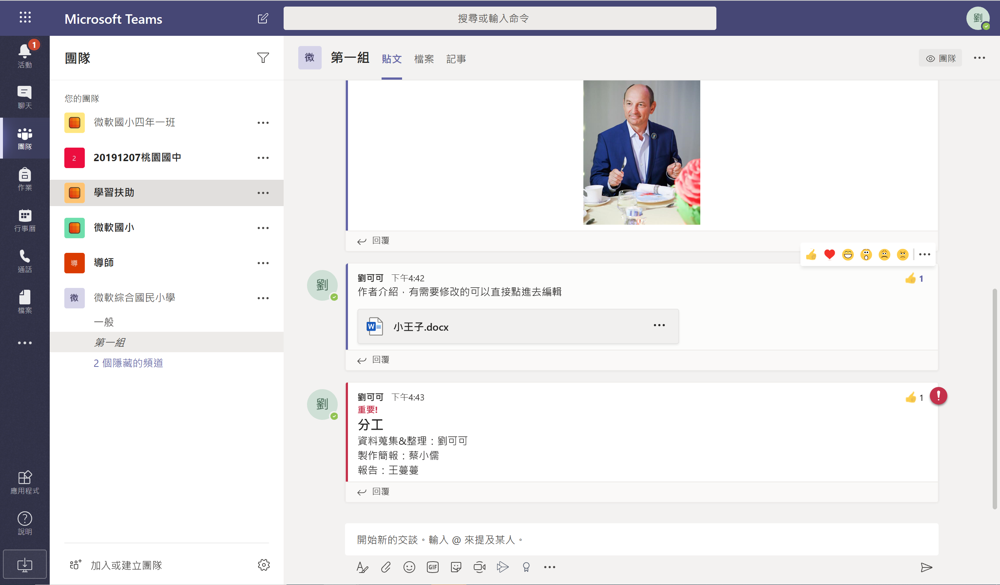 Microsoft Teams
搜尋或輸入命令
劉
1
活動
聊天
團隊
作業
行事曆
通話
檔案
應用程式
說明
團隊
您的團隊
微軟國小四年一班
2
20191207桃園國中
學習扶助
微軟國小
導
導師
微
微軟綜合國民小學
一般
第一組
2 個隱藏的頻道
加入或建立團隊
微
第一組
貼文
檔案
記事
團隊
回覆
劉
劉可可 下午4:42
1
作者介紹，有需要修改的可以直接點進去編輯
W
小王子.docx
回覆
劉
劉可可 下午4:43
1
重要!
分工
資料蒐集&整理：劉可可
製作簡報：蔡小儒
報告：王蔓蔓
回覆
開始新的交談。輸入 @ 來提及某人。
GIF